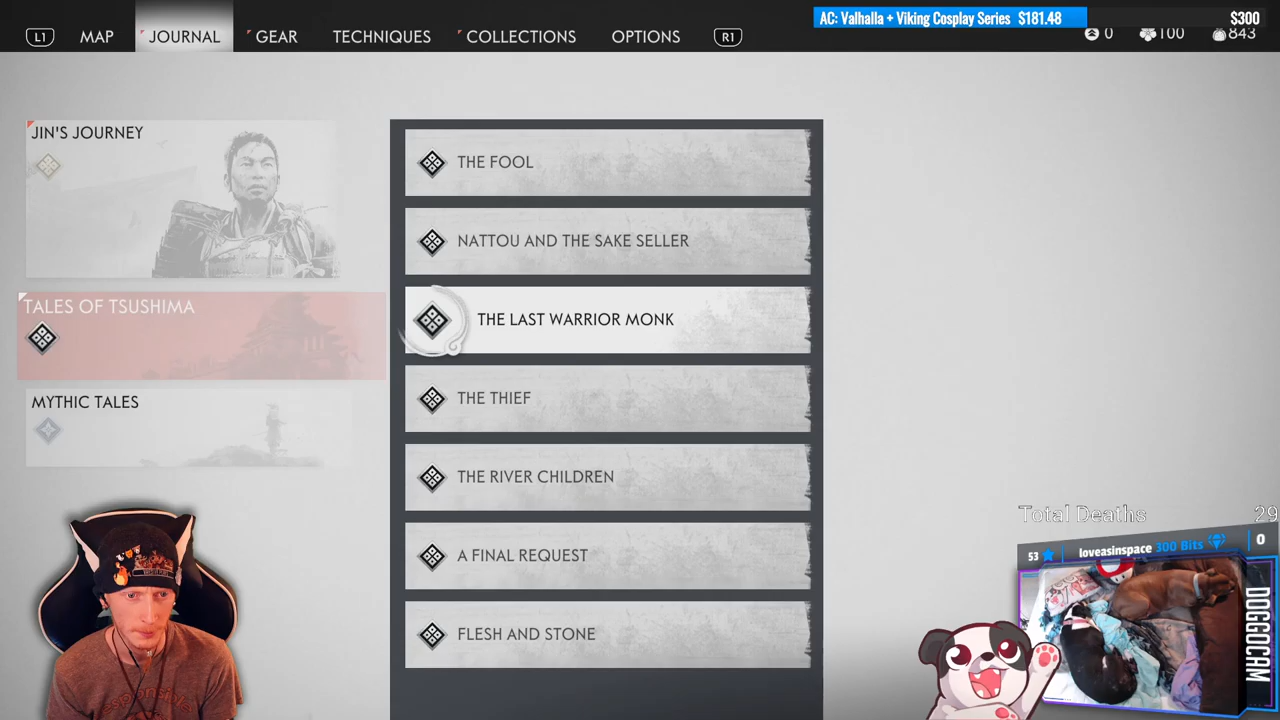 AC: Valhalla + Viking Cosplay Series $181.48
$300
L1
MAP
JOURNAL
GEAR
TECHNIQUES
COLLECTIONS
OPTIONS
R1
0
100
843
JIN'S JOURNEY
TALES OF TSUSHIMA
MYTHIC TALES
THE FOOL
NATTOU AND THE SAKE SELLER
THE LAST WARRIOR MONK
THE THIEF
THE RIVER CHILDREN
A FINAL REQUEST
FLESH AND STONE
Total Deaths 29
53
loveasinspace 300 Bits
0
DOGGOCAM